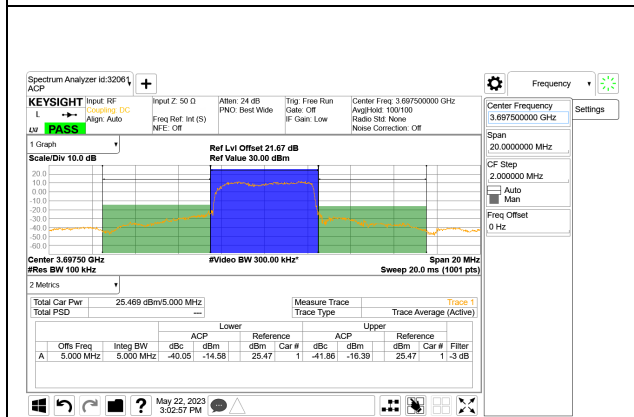 Spectrum Analyzer id:32061
ACP
Frequency
KEYSIGHT
L
PASS
Input: RF
Coupling: DC
Align: Auto
Input Z: 50 Ω
Freq Ref: Int (S)
NFE: Off
Atten: 24 dB
PNO: Best Wide
Trig: Free Run
Gate: Off
IF Gain: Low
Center Freq: 3.697500000 GHz
Avg|Hold: 100/100
Radio Std: None
Noise Correction: Off
Center Frequency
3.697500000 GHz
Settings
Span
20.0000000 MHz
CF Step
2.000000 MHz
Auto
Man
Freq Offset
0 Hz
1 Graph
Scale/Div 10.0 dB
Ref Lvl Offset 21.67 dB
Ref Value 30.00 dBm
20.0
10.0
0.00
-10.0
-20.0
-30.0
-40.0
-50.0
-60.0
Center 3.69750 GHz
#Video BW 300.00 kHz*
Span 20 MHz
#Res BW 100 kHz
Sweep 20.0 ms (1001 pts)
2 Metrics
Total Car Pwr 25.469 dBm/5.000 MHz
Total PSD ---
Measure Trace Trace 1
Trace Type Trace Average (Active)
Lower Upper
ACP Reference ACP Reference
Offs Freq Integ BW dBc dBm dBm Car # dBc dBm dBm Car # Filter
A 5.000 MHz 5.000 MHz -40.05 -14.58 25.47 1 -41.86 -16.39 25.47 1 -3 dB
?
May 22, 2023
3:02:57 PM